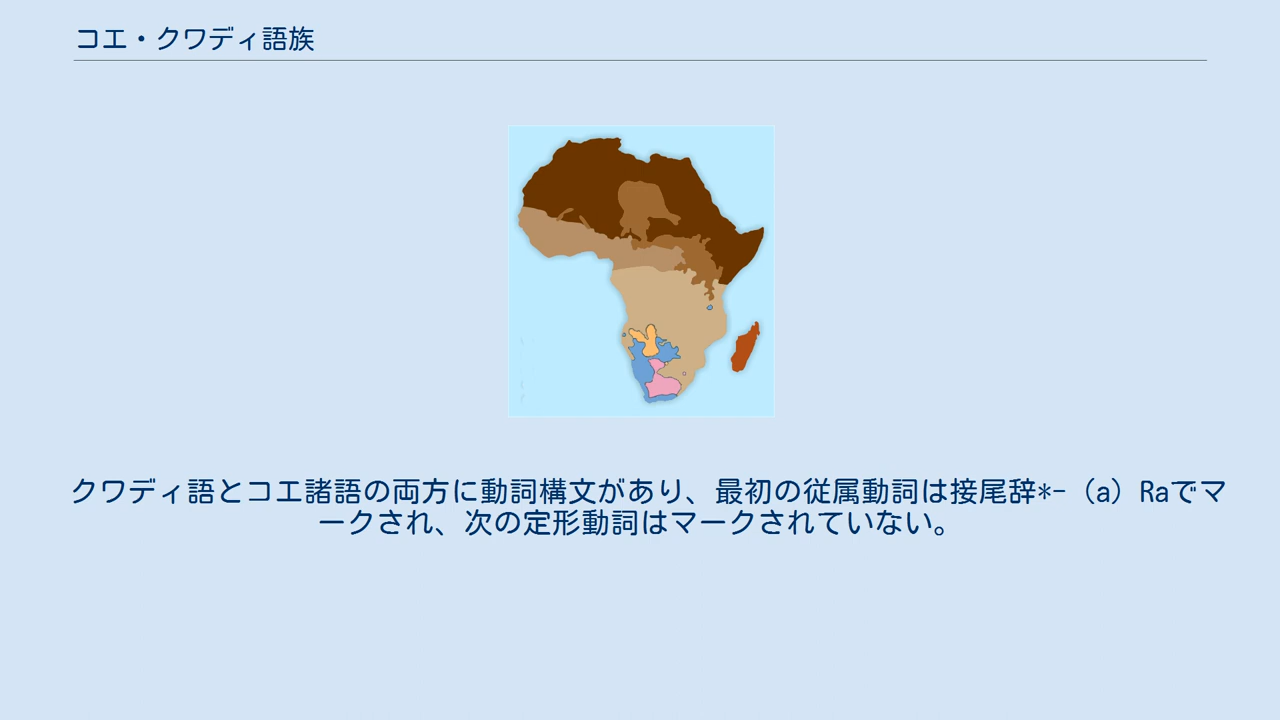 コエ・クワディ語族
クワディ語とコエ諸語の両方に動詞構文があり、最初の従属動詞は接尾辞*-（a）Raでマ
ークされ、次の定形動詞はマークされていない。